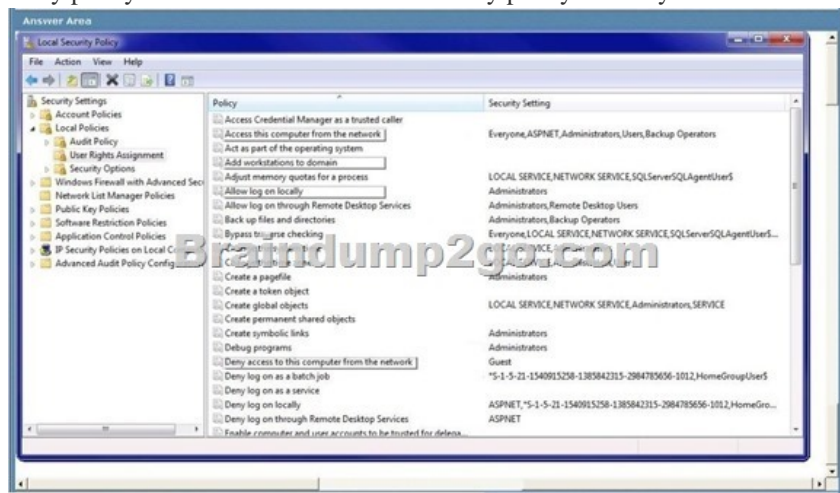 Answer Area
Local Security Policy
File Action View Help
Security Settings
Account Policies
Local Policies
Audit Policy
User Rights Assignment
Security Options
Windows Firewall with Advanced Secu
Network List Manager Policies
Public Key Policies
Software Restriction Policies
Application Control Policies
IP Security Policies on Local Co
Advanced Audit Policy Config
Policy Security Setting
Access Credential Manager as a trusted caller
Access this computer from the network Everyone,ASPNET,Administrators,Users,Backup Operators
Act as part of the operating system
Add workstations to domain
Adjust memory quotas for a process LOCAL SERVICE,NETWORK SERVICE,SQLServerSQLAgentUser$
Allow log on locally Administrators
Allow log on through Remote Desktop Services Administrators,Remote Desktop Users
Back up files and directories Administrators,Backup Operators
Bypass traverse checking Everyone,LOCAL SERVICE,NETWORK SERVICE,SQLServerSQLAgentUser$...
Braindump2go.com
Create a pagefile Administrators
Create a token object
Create global objects LOCAL SERVICE,NETWORK SERVICE,Administrators,SERVICE
Create permanent shared objects
Create symbolic links Administrators
Debug programs Administrators
Deny access to this computer from the network Guest
Deny log on as a batch job *S-1-5-21-1540915258-1385842315-2984785656-1012,HomeGroupUser$
Deny log on as a service
Deny log on locally ASPNET,*S-1-5-21-1540915258-1385842315-2984785656-1012,HomeGro...
Deny log on through Remote Desktop Services ASPNET
Enable computer and user accounts to be trusted for delega...